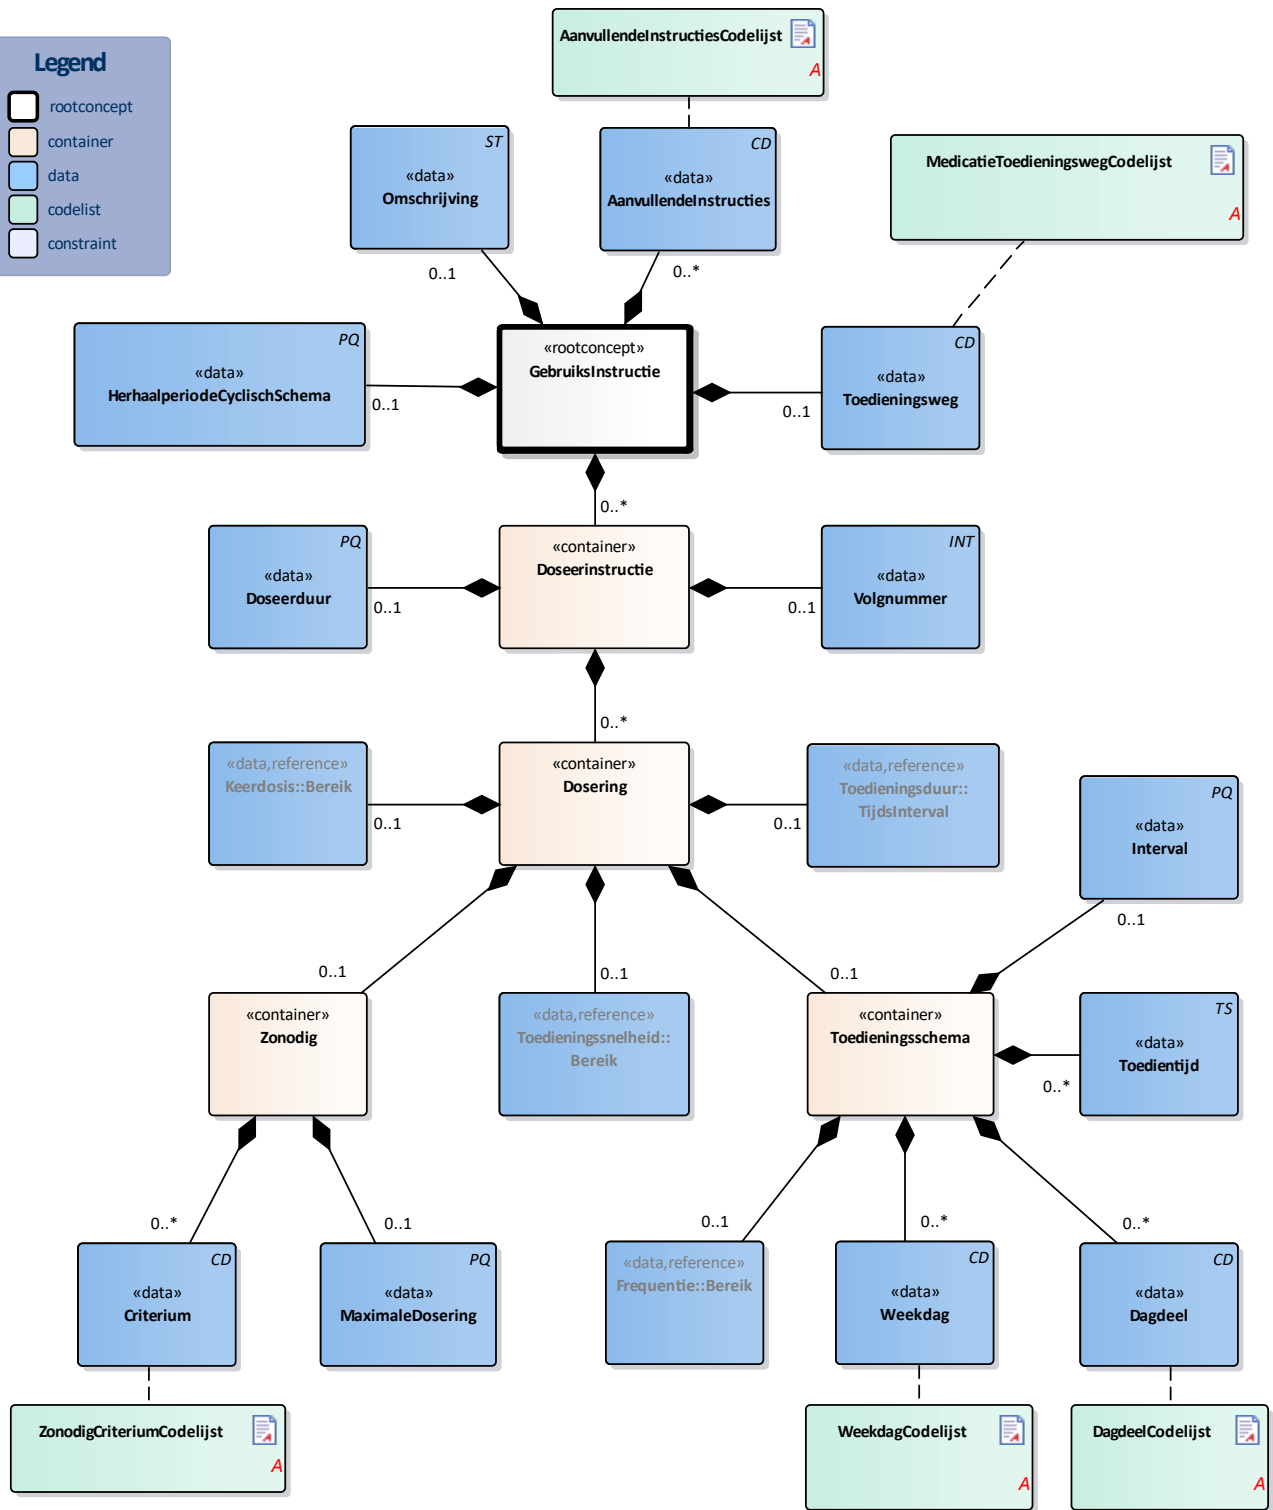 AanvullendeInstructiesCodelijst
A
Legend
rootconcept
container
data
codelist
constraint
ST
«data»
Omschrijving
CD
«data»
AanvullendeInstructies
MedicatieToedieningswegCodelijst
A
0..1
0..*
PQ
«data»
HerhaalperiodeCyclischSchema
0..1
«rootconcept»
GebruiksInstructie
CD
«data»
Toedieningsweg
0..1
0..*
PQ
«data»
Doseerduur
0..1
«container»
Doseerinstructie
INT
«data»
Volgnummer
0..1
0..*
«data,reference»
Keerdosis::Bereik
0..1
«container»
Dosering
«data,reference»
Toedieningsduur::
TijdsInterval
0..1
PQ
«data»
Interval
0..1
0..1
0..1
0..1
«container»
Zonodig
«data,reference»
Toedieningssnelheid::
Bereik
«container»
Toedieningsschema
TS
«data»
Toedientijd
0..*
0..*
0..1
0..1
0..*
0..*
CD
«data»
Criterium
PQ
«data»
MaximaleDosering
«data,reference»
Frequentie::Bereik
CD
«data»
Weekdag
CD
«data»
Dagdeel
ZonodigCriteriumCodelijst
A
WeekdagCodelijst
A
DagdeelCodelijst
A